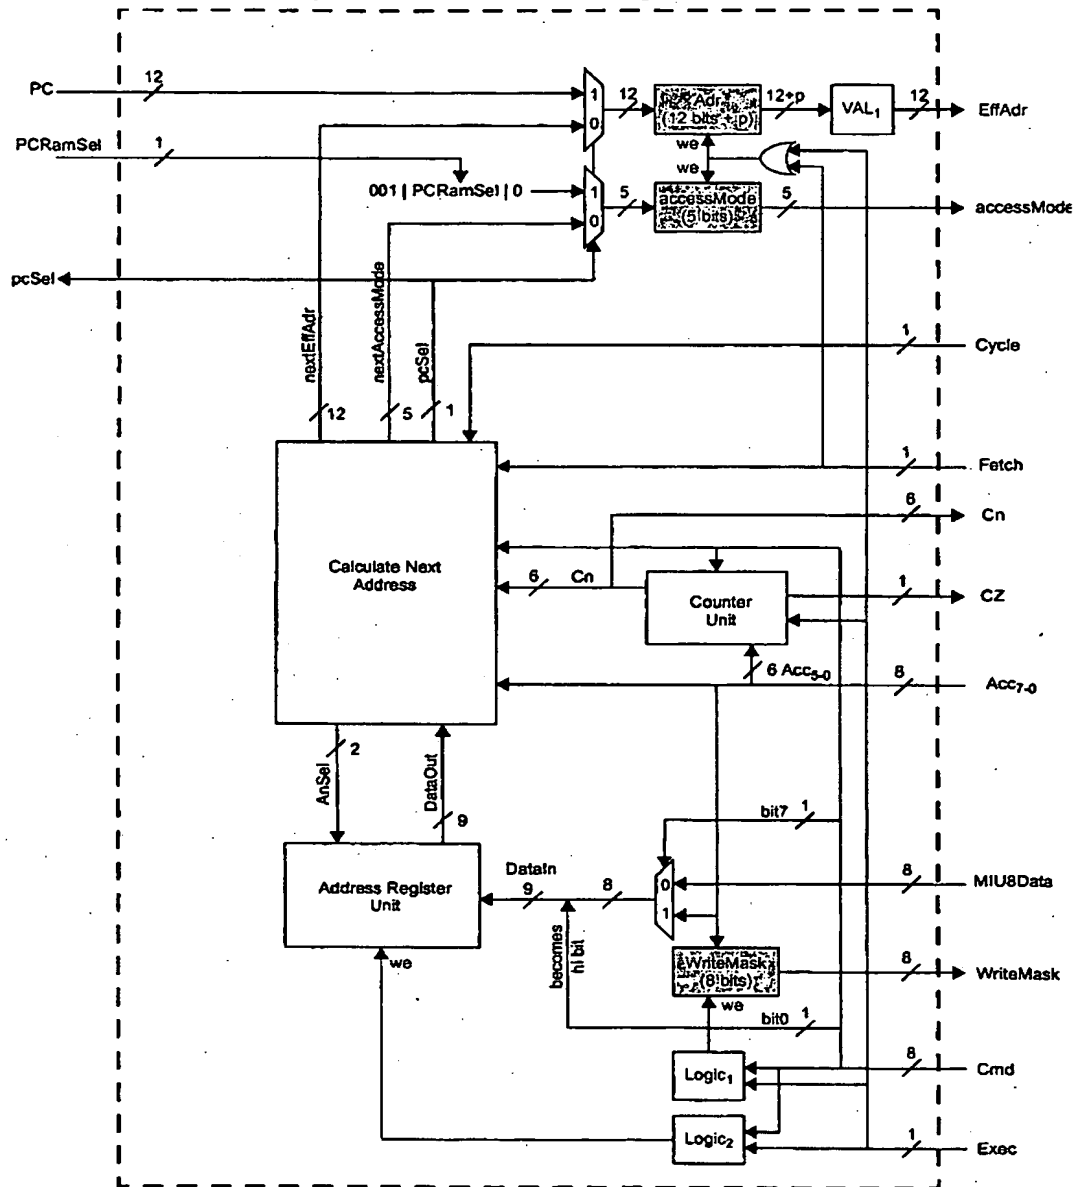 PC
12
1
0
12
Adr
(12 bits + p)
12+p
VAL1
12
EffAdr
PCRamSel
1
we
we
001 | PCRamSel | 0
1
0
5
accessMode
(5 bits)
5
accessMode
pcSel
nextEffAdr
nextAccessMode
pcSel
12
5
1
1
Cycle
1
Fetch
6
Cn
Calculate Next
Address
6
Cn
Counter
Unit
1
CZ
6 Acc5-0
8
Acc7-0
2
AnSel
DataOut
9
bit7
1
Address Register
Unit
DataIn
9
8
0
1
8
MIU8Data
becomes
hi bit
WriteMask
(8 bits)
8
WriteMask
we
we
bit0
1
Logic1
8
Cmd
Logic2
1
Exec